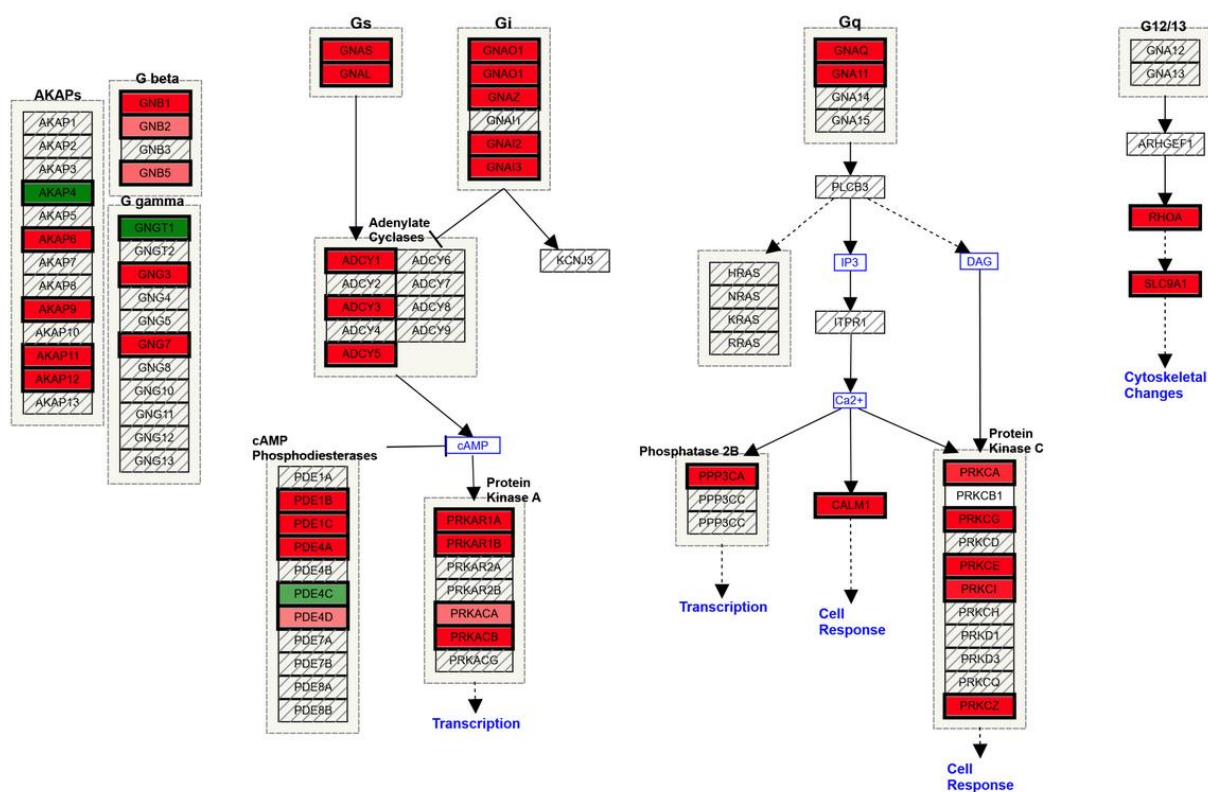 AKAPs
AKAP1
AKAP2
AKAP3
AKAP4
AKAP5
AKAP6
AKAP7
AKAP8
AKAP9
AKAP10
AKAP11
AKAP12
AKAP13
G beta
GNB1
GNB2
GNB3
GNB5
G gamma
GNGT1
GNGT2
GNG3
GNG4
GNG5
GNG7
GNG8
GNG10
GNG11
GNG12
GNG13
Gs
GNAS
GNAL
Gi
GNAO1
GNAO1
GNAZ
GNAI1
GNAI2
GNAI3
Adenylate
Cyclases
ADCY1
ADCY2
ADCY3
ADCY4
ADCY5
ADCY6
ADCY7
ADCY8
ADCY9
KCNJ3
cAMP
cAMP
Phosphodiesterases
PDE1A
PDE1B
PDE1C
PDE4A
PDE4B
PDE4C
PDE4D
PDE7A
PDE7B
PDE8A
PDE8B
Protein
Kinase A
PRKAR1A
PRKAR1B
PRKAR2A
PRKAR2B
PRKACA
PRKACB
PRKACG
Transcription
Gq
GNAQ
GNA11
GNA14
GNA15
PLCB3
HRAS
NRAS
KRAS
RRAS
IP3
DAG
ITPR1
Ca2+
Phosphatase 2B
PPP3CA
PPP3CC
PPP3CC
Transcription
CALM1
Cell
Response
Protein
Kinase C
PRKCA
PRKCB1
PRKCG
PRKCD
PRKCE
PRKCI
PRKCH
PRKD1
PRKD3
PRKCQ
PRKCZ
Cell
Response
G12/13
GNA12
GNA13
ARHGEF1
RHOA
SLC9A1
Cytoskeletal
Changes